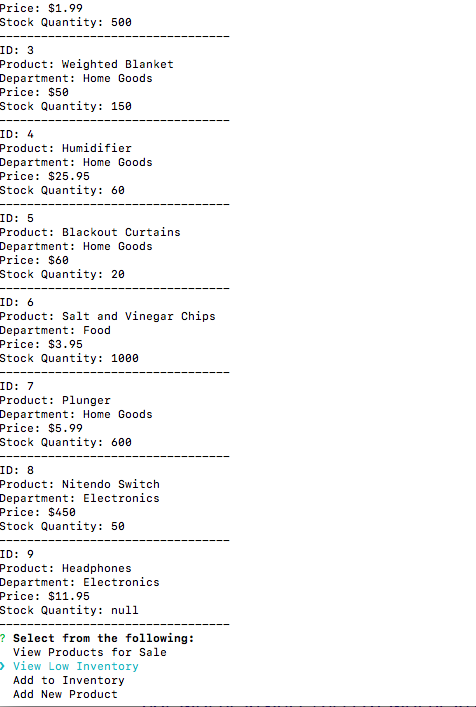 Price: $1.99
Stock Quantity: 500
--------------------------------
ID: 3
Product: Weighted Blanket
Department: Home Goods
Price: $50
Stock Quantity: 150
--------------------------------
ID: 4
Product: Humidifier
Department: Home Goods
Price: $25.95
Stock Quantity: 60
--------------------------------
ID: 5
Product: Blackout Curtains
Department: Home Goods
Price: $60
Stock Quantity: 20
--------------------------------
ID: 6
Product: Salt and Vinegar Chips
Department: Food
Price: $3.95
Stock Quantity: 1000
--------------------------------
ID: 7
Product: Plunger
Department: Home Goods
Price: $5.99
Stock Quantity: 600
--------------------------------
ID: 8
Product: Nitendo Switch
Department: Electronics
Price: $450
Stock Quantity: 50
--------------------------------
ID: 9
Product: Headphones
Department: Electronics
Price: $11.95
Stock Quantity: null
--------------------------------
? Select from the following:
View Products for Sale
❯ View Low Inventory
Add to Inventory
Add New Product